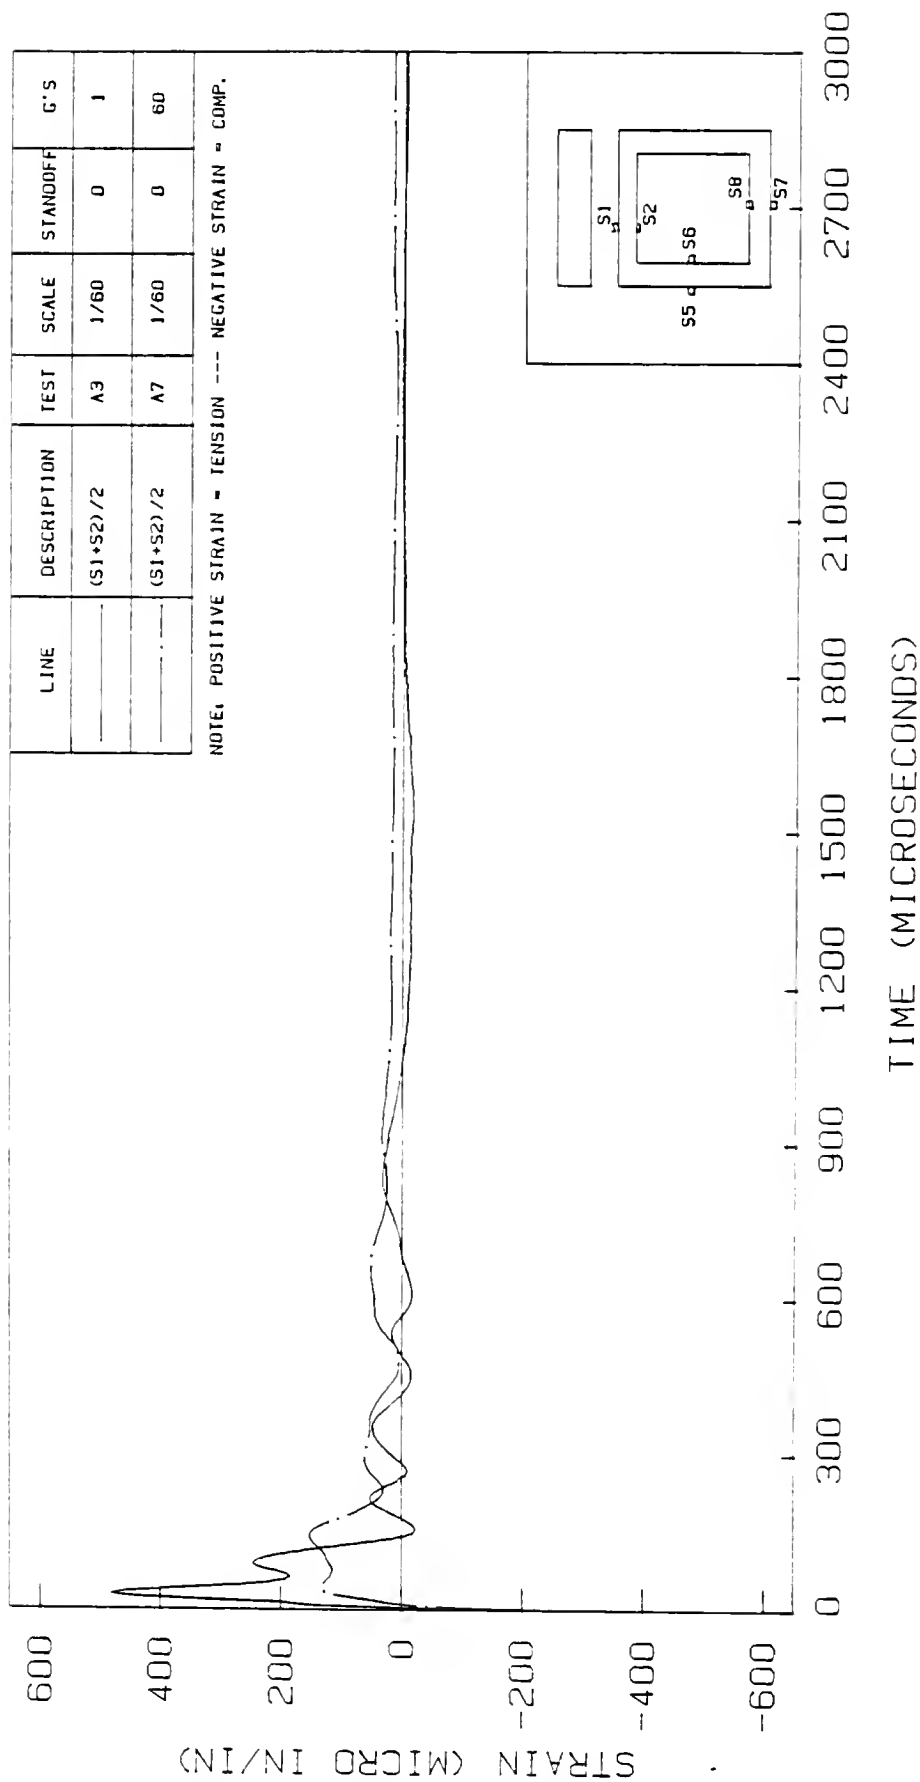 LINE DESCRIPTION TEST SCALE STANDOFF G'S
(S1+S2)/2 A3 1/60 0 1
(S1+S2)/2 A7 1/60 0 60
NOTE: POSITIVE STRAIN = TENSION --- NEGATIVE STRAIN = COMP.
600
400
200
0
-200
-400
-600
STRAIN (MICRO IN/IN)
S1
S2
S5
S6
S8
S7
0 300 600 900 1200 1500 1800 2100 2400 2700 3000
TIME (MICROSECONDS)